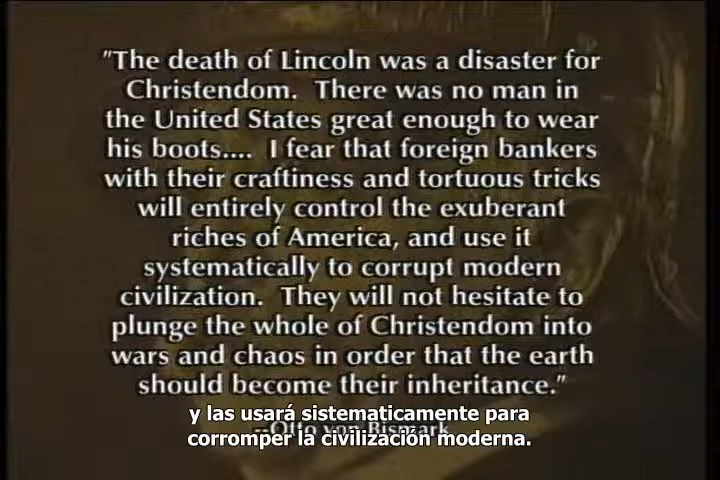 "The death of Lincoln was a disaster for
Christendom. There was no man in
the United States great enough to wear
his boots.... I fear that foreign bankers
with their craftiness and tortuous tricks
will entirely control the exuberant
riches of America, and use it
systematically to corrupt modern
civilization. They will not hesitate to
plunge the whole of Christendom into
wars and chaos in order that the earth
should become their inheritance."
y las usará sistemáticamente para
--Otto von Bismark
corromper la civilización moderna.